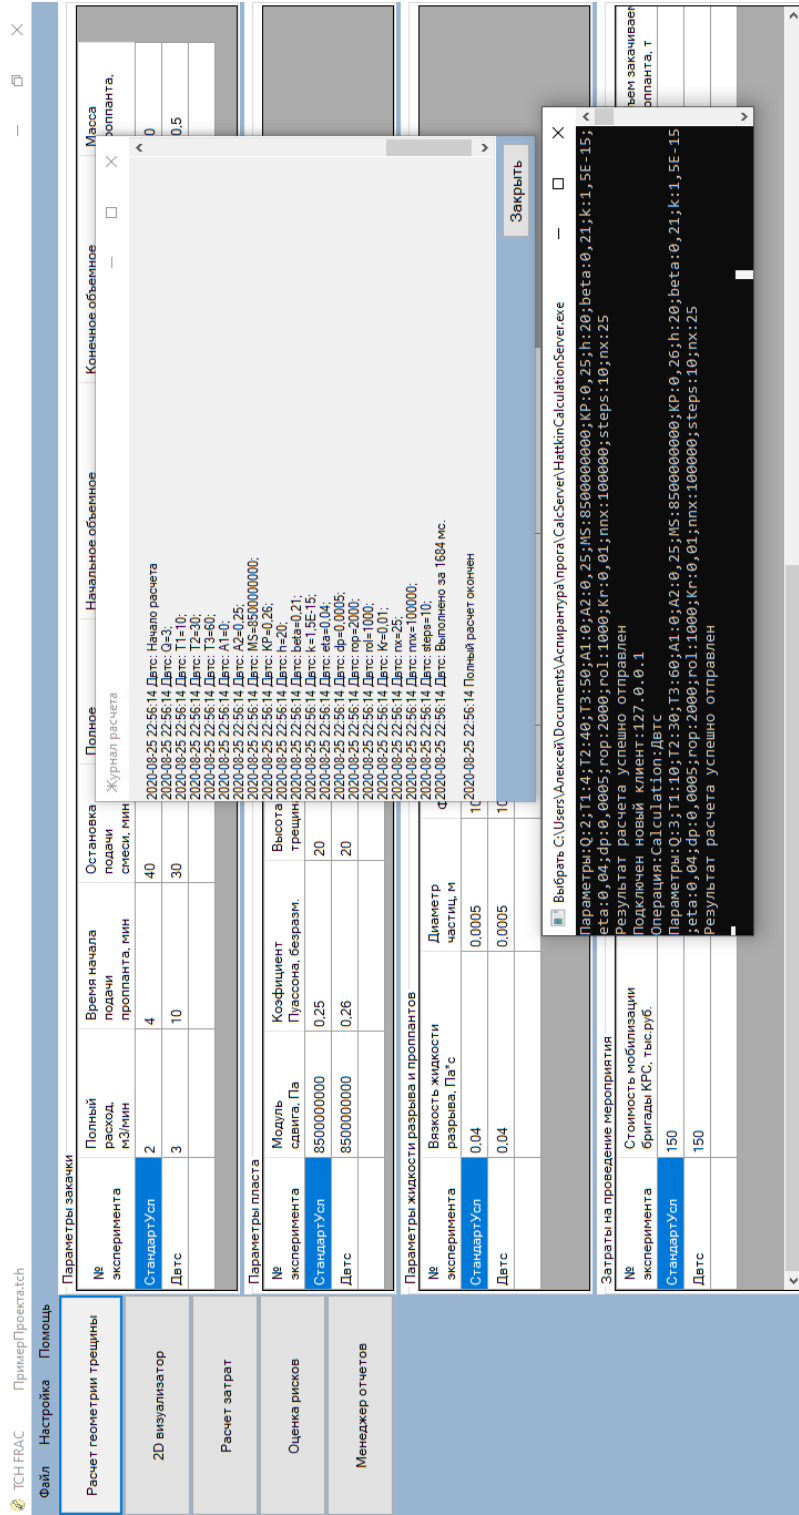 TCH FRAC ПримерПроекта.tch
Файл Настройка Помощь
Расчет геометрии трещины
2D визуализатор
Расчет затрат
Оценка рисков
Менеджер отчетов
Параметры закачки
№ эксперимента
Полный расход, м3/мин
Время начала подачи проппанта, мин
Остановка подачи смеси, мин
Полное
Начальное объемное
Конечное объемное
Масса
роппанта,
СтандартУсл 2 4 40 0
Двтс 3 10 30 0.5
Параметры пласта
№ эксперимента
Модуль сдвига, Па
Коэфициент Пуассона, безразм.
Высота трещин
СтандартУсл 8500000000 0,25 20
Двтс 8500000000 0,26 20
Параметры жидкости разрыва и проппантов
№ эксперимента
Вязкость жидкости разрыва, Па*с
Диаметр частиц, м
СтандартУсл 0,04 0,0005 10
Двтс 0,04 0,0005 10
Затраты на проведение мероприятия
№ эксперимента
Стоимость мобилизации бригады КРС, тыс.руб.
ъем закачиваем
оппанта, т
СтандартУсл 150
Двтс 150
Журнал расчета
2020-08-25 22:56:14 Двтс: Начало расчета
2020-08-25 22:56:14 Двтс: Q=3;
2020-08-25 22:56:14 Двтс: T1=10;
2020-08-25 22:56:14 Двтс: T2=30;
2020-08-25 22:56:14 Двтс: T3=60;
2020-08-25 22:56:14 Двтс: A1=0;
2020-08-25 22:56:14 Двтс: A2=0,25;
2020-08-25 22:56:14 Двтс: MS=8500000000;
2020-08-25 22:56:14 Двтс: KP=0,26;
2020-08-25 22:56:14 Двтс: h=20;
2020-08-25 22:56:14 Двтс: beta=0,21;
2020-08-25 22:56:14 Двтс: k=1,5E-15;
2020-08-25 22:56:14 Двтс: eta=0,04;
2020-08-25 22:56:14 Двтс: dp=0,0005;
2020-08-25 22:56:14 Двтс: rop=2000;
2020-08-25 22:56:14 Двтс: rol=1000;
2020-08-25 22:56:14 Двтс: Kr=0,01;
2020-08-25 22:56:14 Двтс: nx=25;
2020-08-25 22:56:14 Двтс: nnx=100000;
2020-08-25 22:56:14 Двтс: steps=10;
2020-08-25 22:56:14 Двтс: Выполнено за 1684 мс.
2020-08-25 22:56:14 Полный расчет окончен
Закрыть
Выбрать C:\Users\Алексей\Documents\Аспирантура\прога\CalcServer\HattkinCalculationServer.exe
Параметры:Q:2;T1:4;T2:40;T3:50;A1:0;A2:0,25;MS:8500000000;KP:0,25;h:20;beta:0,21;k:1,5E-15;
eta:0,04;dp:0,0005;rop:2000;rol:1000;Kr:0,01;nnx:100000;steps:10;nx:25
Результат расчета успешно отправлен
Подключен новый клиент:127.0.0.1
Операция:Calculation:Двтс
Параметры:Q:3;T1:10;T2:30;T3:60;A1:0;A2:0,25;MS:8500000000;KP:0,26;h:20;beta:0,21;k:1,5E-15
;eta:0,04;dp:0,0005;rop:2000;rol:1000;Kr:0,01;nnx:100000;steps:10;nx:25
Результат расчета успешно отправлен